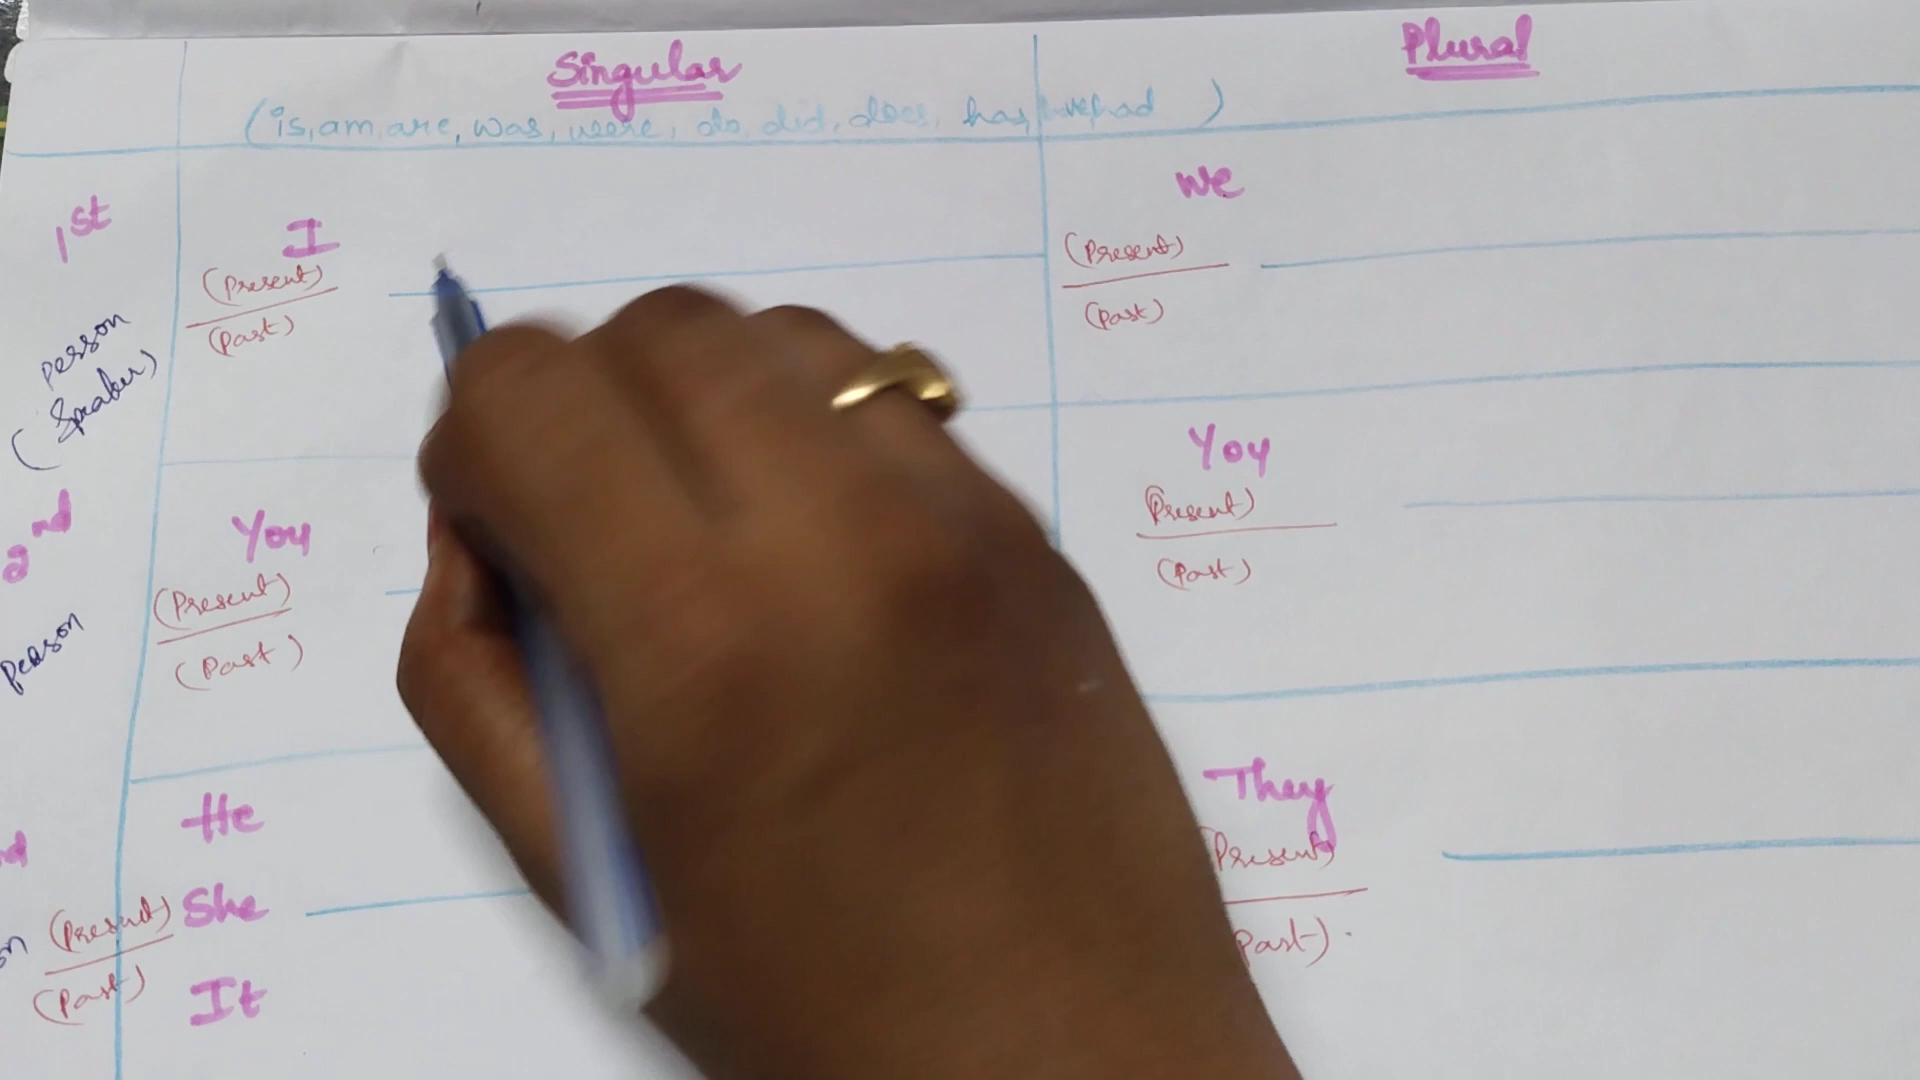 Singular
Plural
(is, am, are, was, were, do, did, does, has, have, had )
1st
person
(Speaker)
I
(Present)
(Past)
We
(Present)
(Past)
2nd
person
You
(Present)
(Past)
Yoy
(Present)
(Past)
(Present)
(Past)
He
She
It
They
(Present)
Past).